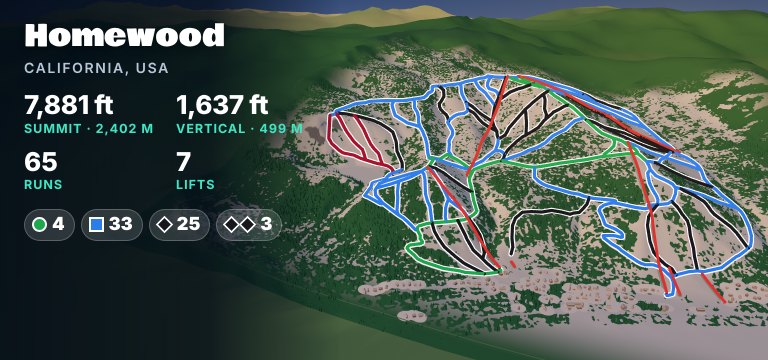 Homewood
CALIFORNIA, USA
7,881 ft 1,637 ft
SUMMIT · 2,402 M VERTICAL · 499 M
65 7
RUNS LIFTS
4 33 25 3